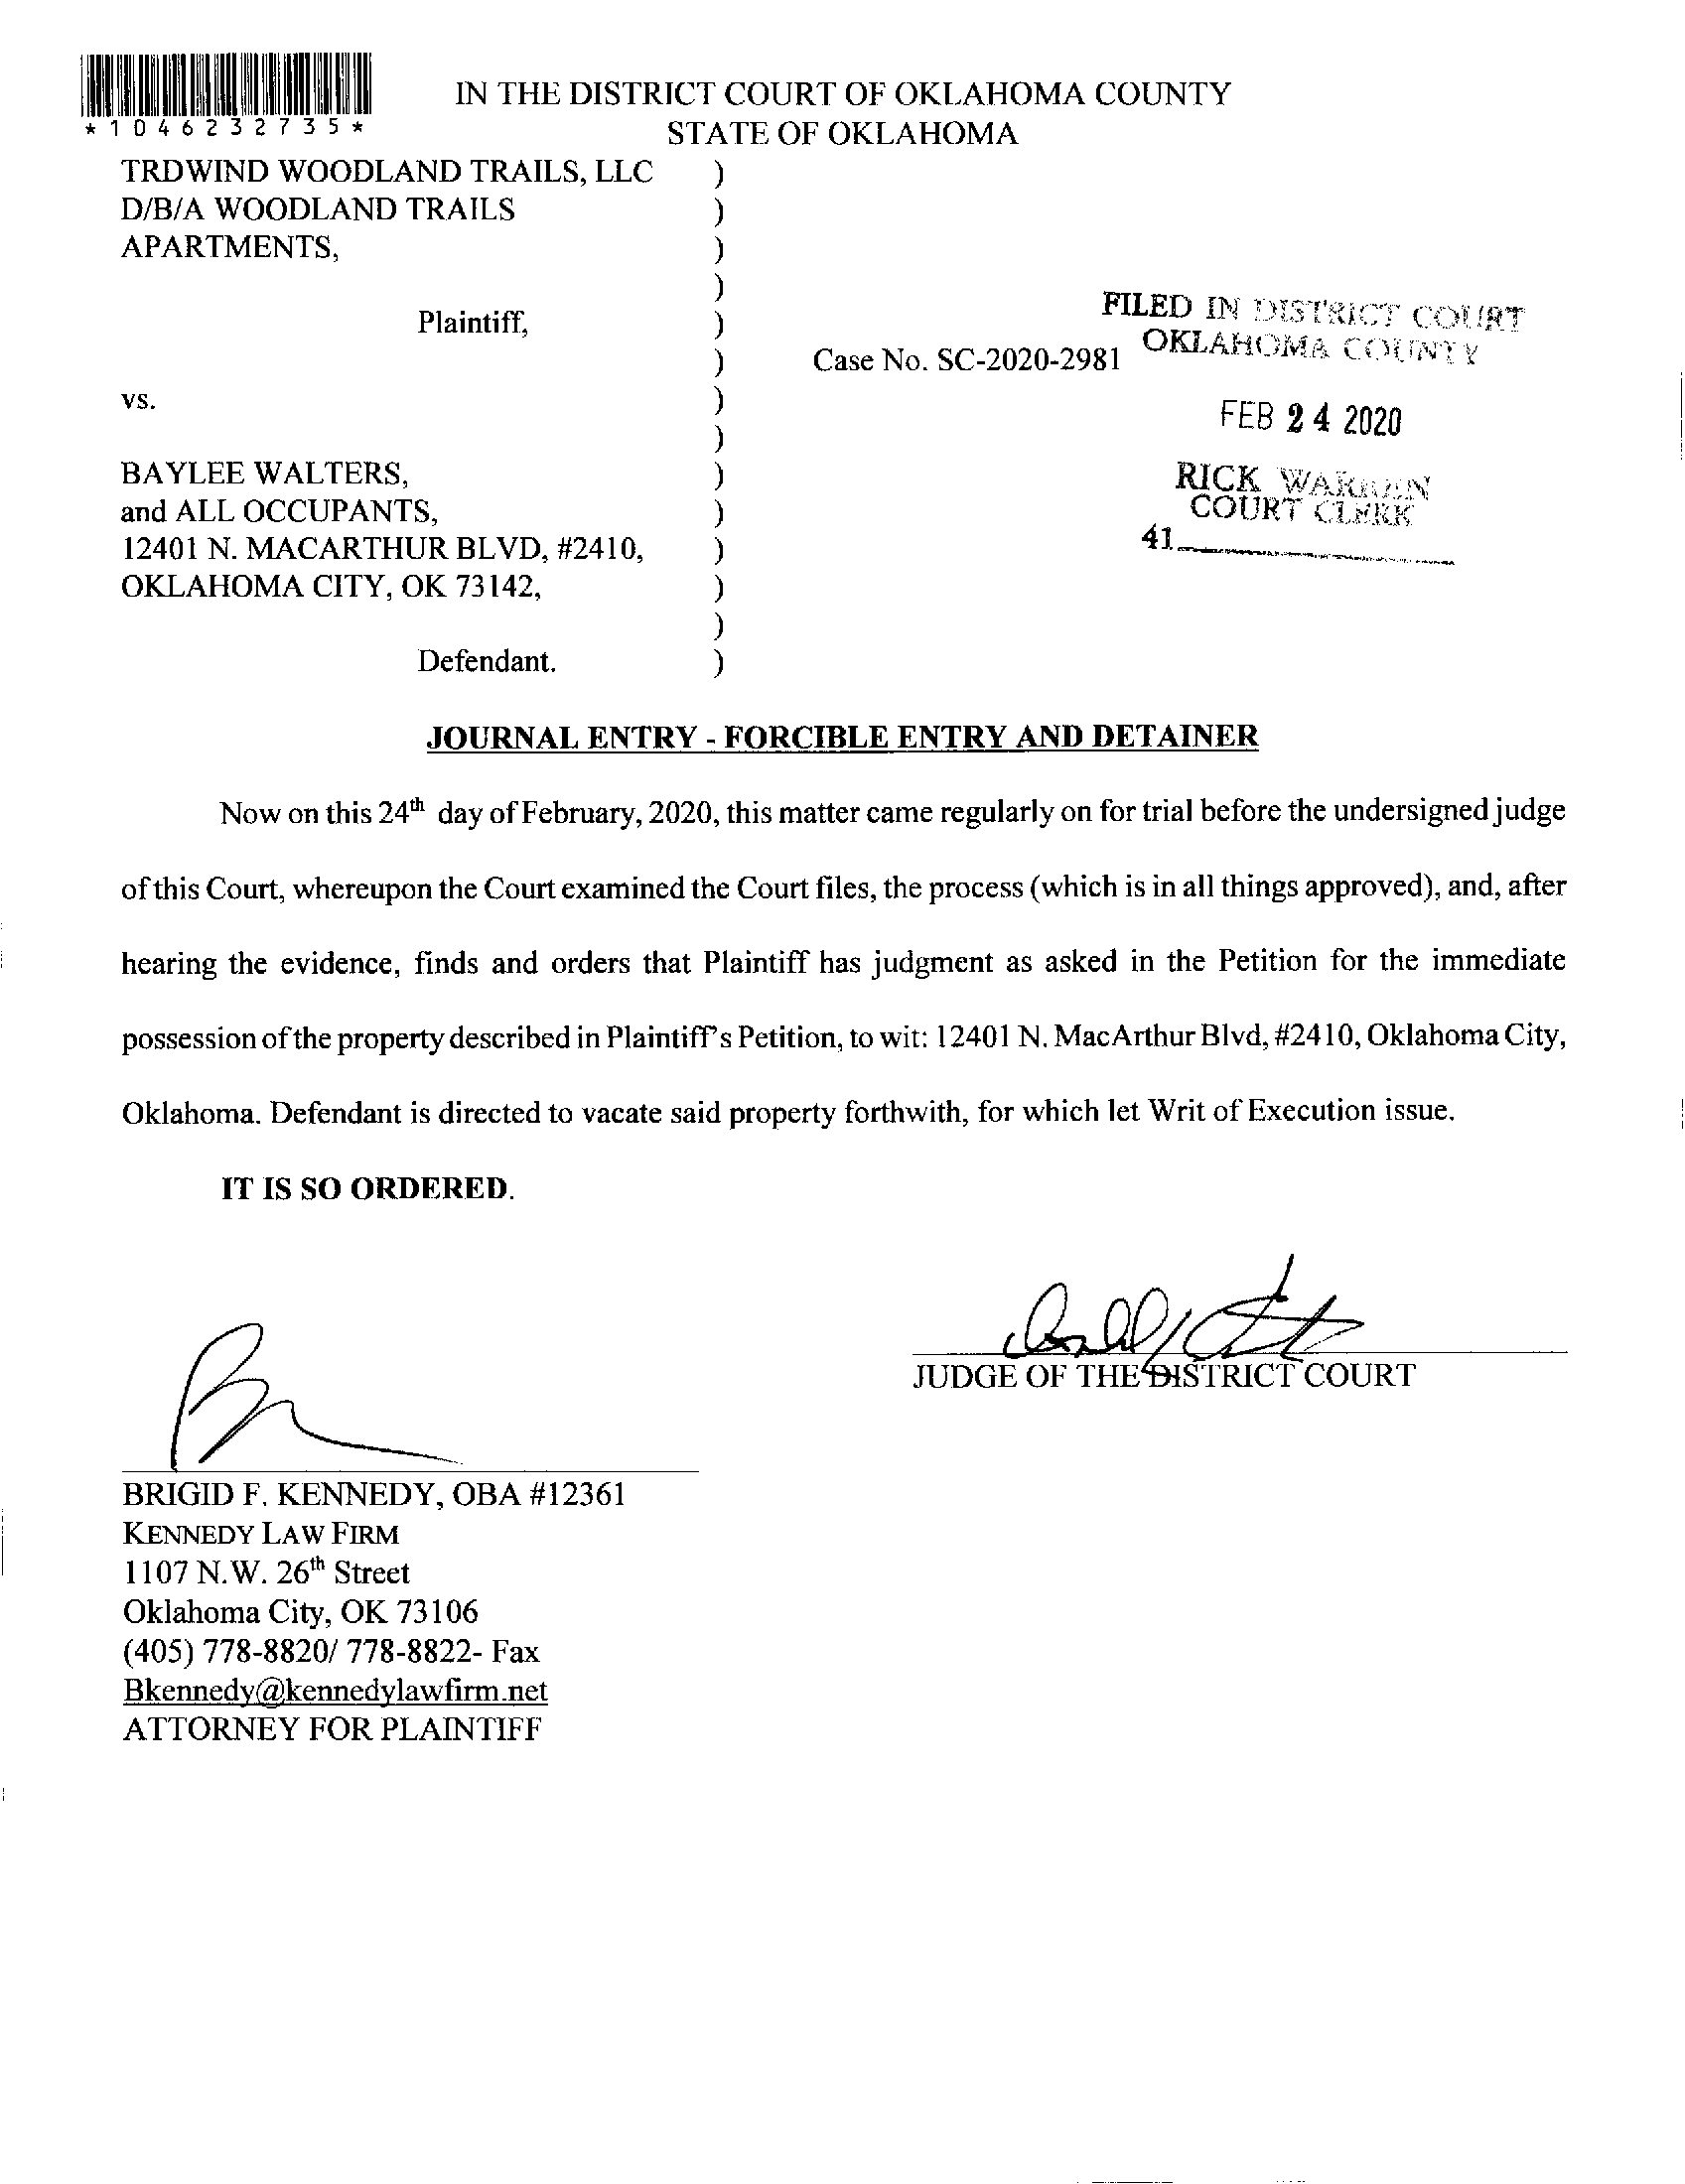 IN THE DISTRICT COURT OF OKLAHOMA COUNTY
*1046232735*
STATE OF OKLAHOMA
TRDWIND WOODLAND TRAILS, LLC )
D/B/A WOODLAND TRAILS )
APARTMENTS, )
)
Plaintiff, )
FILED IN DISTRICT COURT
OKLAHOMA COUNTY
) Case No. SC-2020-2981
vs. )
FEB 24 2020
)
BAYLEE WALTERS, )
RICK WARREN
COURT CLERK
and ALL OCCUPANTS, )
41
12401 N. MACARTHUR BLVD, #2410, )
OKLAHOMA CITY, OK 73142, )
)
Defendant. )
JOURNAL ENTRY - FORCIBLE ENTRY AND DETAINER
Now on this 24th day of February, 2020, this matter came regularly on for trial before the undersigned judge
of this Court, whereupon the Court examined the Court files, the process (which is in all things approved), and, after
hearing the evidence, finds and orders that Plaintiff has judgment as asked in the Petition for the immediate
possession of the property described in Plaintiff's Petition, to wit: 12401 N. MacArthur Blvd, #2410, Oklahoma City,
Oklahoma. Defendant is directed to vacate said property forthwith, for which let Writ of Execution issue.
IT IS SO ORDERED.
JUDGE OF THE DISTRICT COURT
BRIGID F. KENNEDY, OBA #12361
KENNEDY LAW FIRM
1107 N.W. 26th Street
Oklahoma City, OK 73106
(405) 778-8820/ 778-8822- Fax
Bkennedy@kennedylawfirm.net
ATTORNEY FOR PLAINTIFF